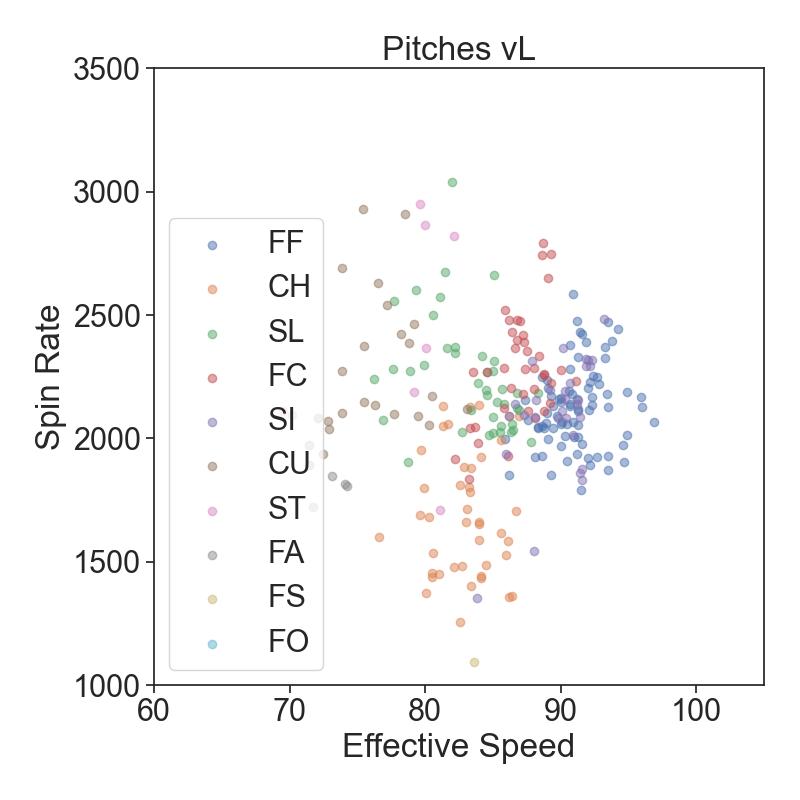 Pitches vL
3500
3000
2500
2000
1500
1000
Spin Rate
FF
CH
SL
FC
SI
CU
ST
FA
FS
FO
60 70 80 90 100
Effective Speed